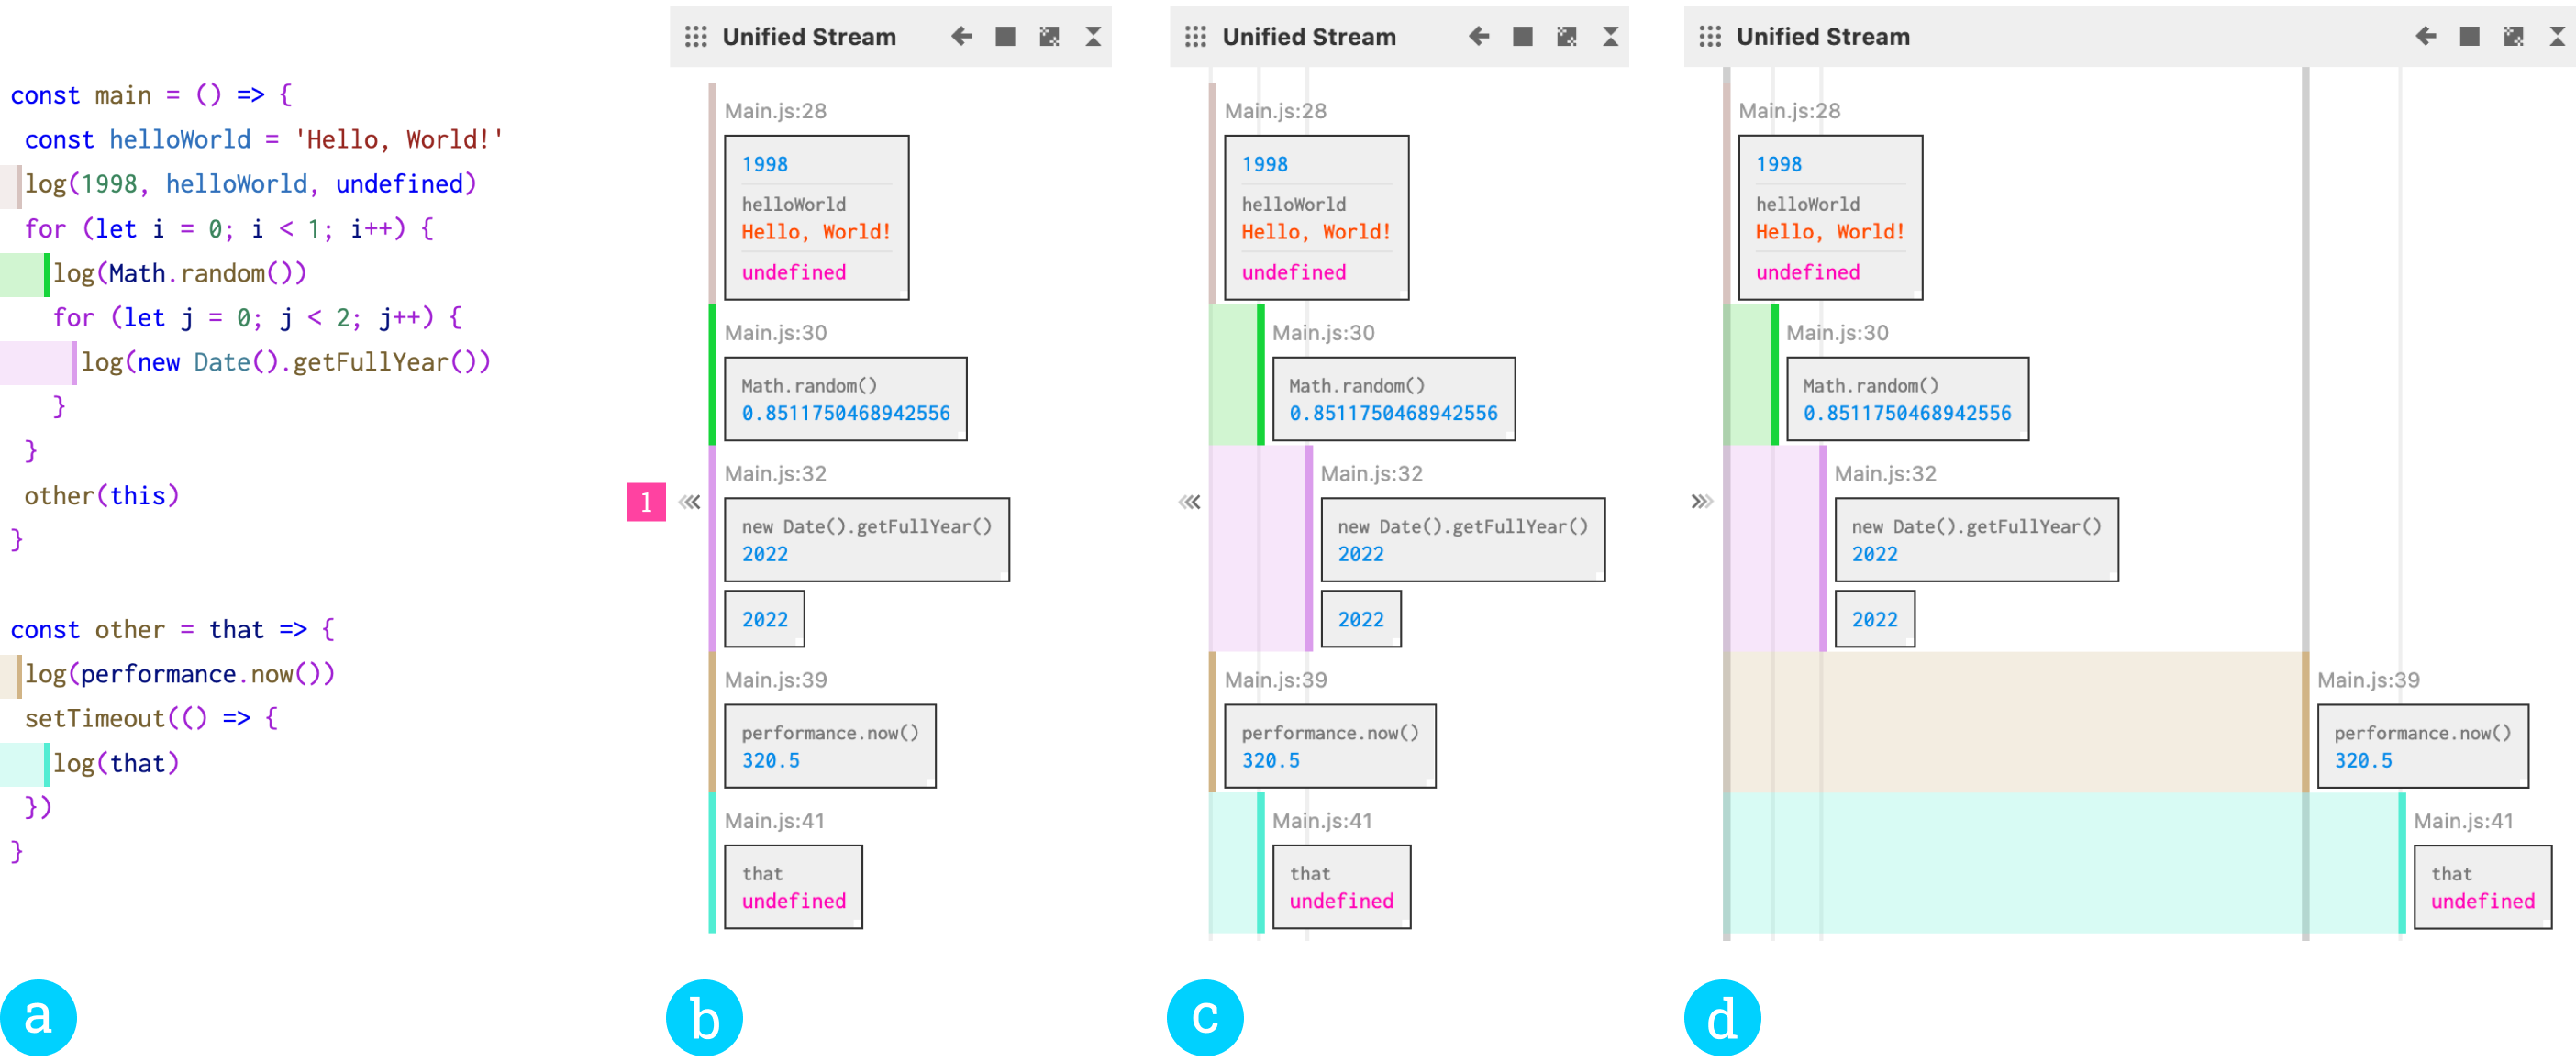 const main = () => {
const helloWorld = 'Hello, World!'
log(1998, helloWorld, undefined)
for (let i = 0; i < 1; i++) {
log(Math.random())
for (let j = 0; j < 2; j++) {
log(new Date().getFullYear())
}
}
other(this)
}
const other = that => {
log(performance.now())
setTimeout(() => {
log(that)
})
}
a
Unified Stream
Main.js:28
1998
helloWorld
Hello, World!
undefined
Main.js:30
Math.random()
0.8511750468942556
1
Main.js:32
new Date().getFullYear()
2022
2022
Main.js:39
performance.now()
320.5
Main.js:41
that
undefined
b
Unified Stream
Main.js:28
1998
helloWorld
Hello, World!
undefined
Main.js:30
Math.random()
0.8511750468942556
Main.js:32
new Date().getFullYear()
2022
2022
Main.js:39
performance.now()
320.5
Main.js:41
that
undefined
c
Unified Stream
Main.js:28
1998
helloWorld
Hello, World!
undefined
Main.js:30
Math.random()
0.8511750468942556
Main.js:32
new Date().getFullYear()
2022
2022
Main.js:39
performance.now()
320.5
Main.js:41
that
undefined
d